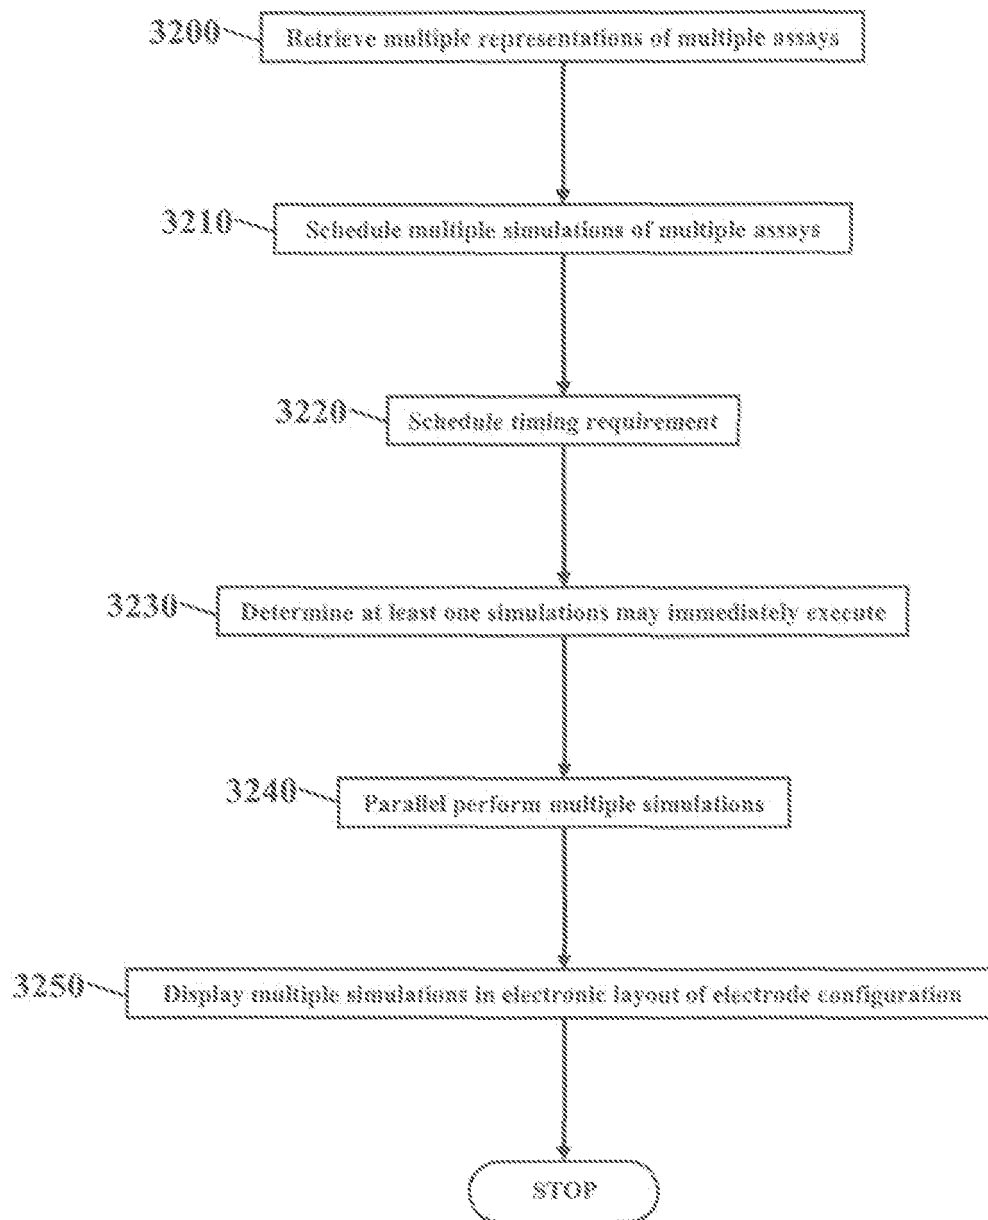 3200 Retrieve multiple representations of multiple assays
3210 Schedule multiple simulations of multiple assays
3220 Schedule timing requirement
3230 Determine at least one simulations may immediately execute
3240 Parallel perform multiple simulations
3250 Display multiple simulations in electronic layout of electrode configuration
STOP